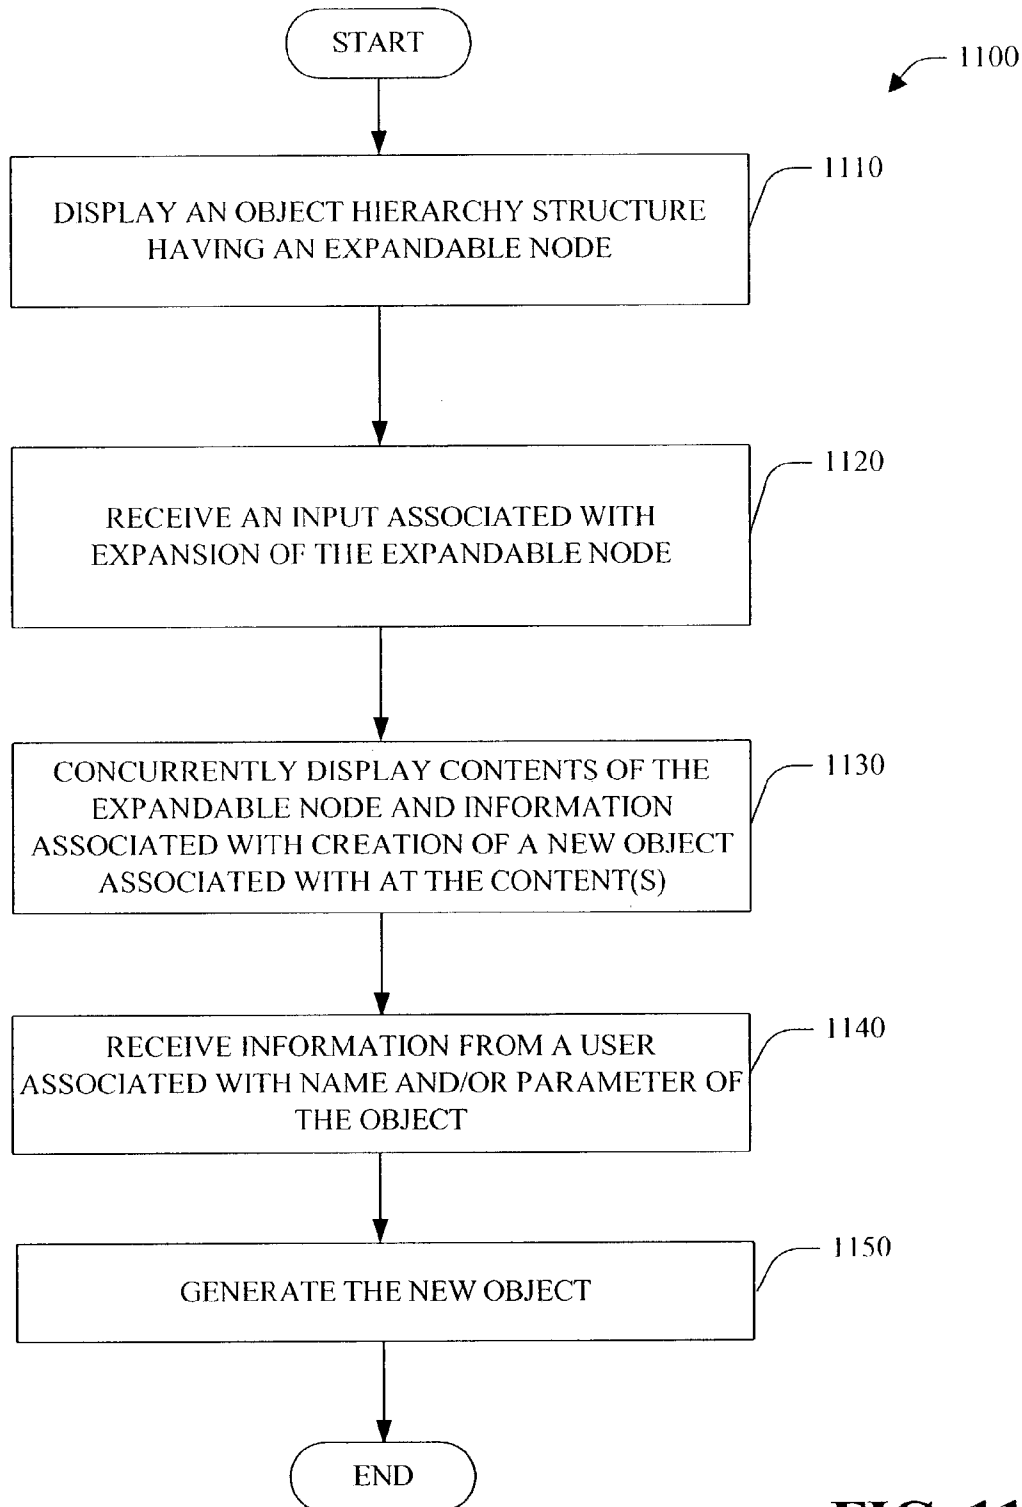 START
1100
1110
DISPLAY AN OBJECT HIERARCHY STRUCTURE
HAVING AN EXPANDABLE NODE
1120
RECEIVE AN INPUT ASSOCIATED WITH
EXPANSION OF THE EXPANDABLE NODE
1130
CONCURRENTLY DISPLAY CONTENTS OF THE
EXPANDABLE NODE AND INFORMATION
ASSOCIATED WITH CREATION OF A NEW OBJECT
ASSOCIATED WITH AT THE CONTENT(S)
1140
RECEIVE INFORMATION FROM A USER
ASSOCIATED WITH NAME AND/OR PARAMETER OF
THE OBJECT
1150
GENERATE THE NEW OBJECT
END
FIG. 11